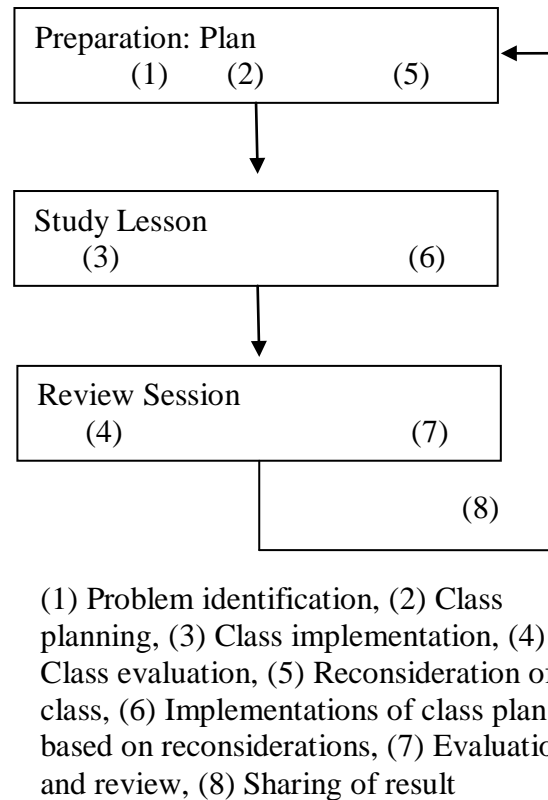 Preparation: Plan
(1) (2) (5)
Study Lesson
(3) (6)
Review Session
(4) (7)
(8)
(1) Problem identification, (2) Class
planning, (3) Class implementation, (4)
Class evaluation, (5) Reconsideration of
class, (6) Implementations of class plan
based on reconsiderations, (7) Evaluatio
and review, (8) Sharing of result